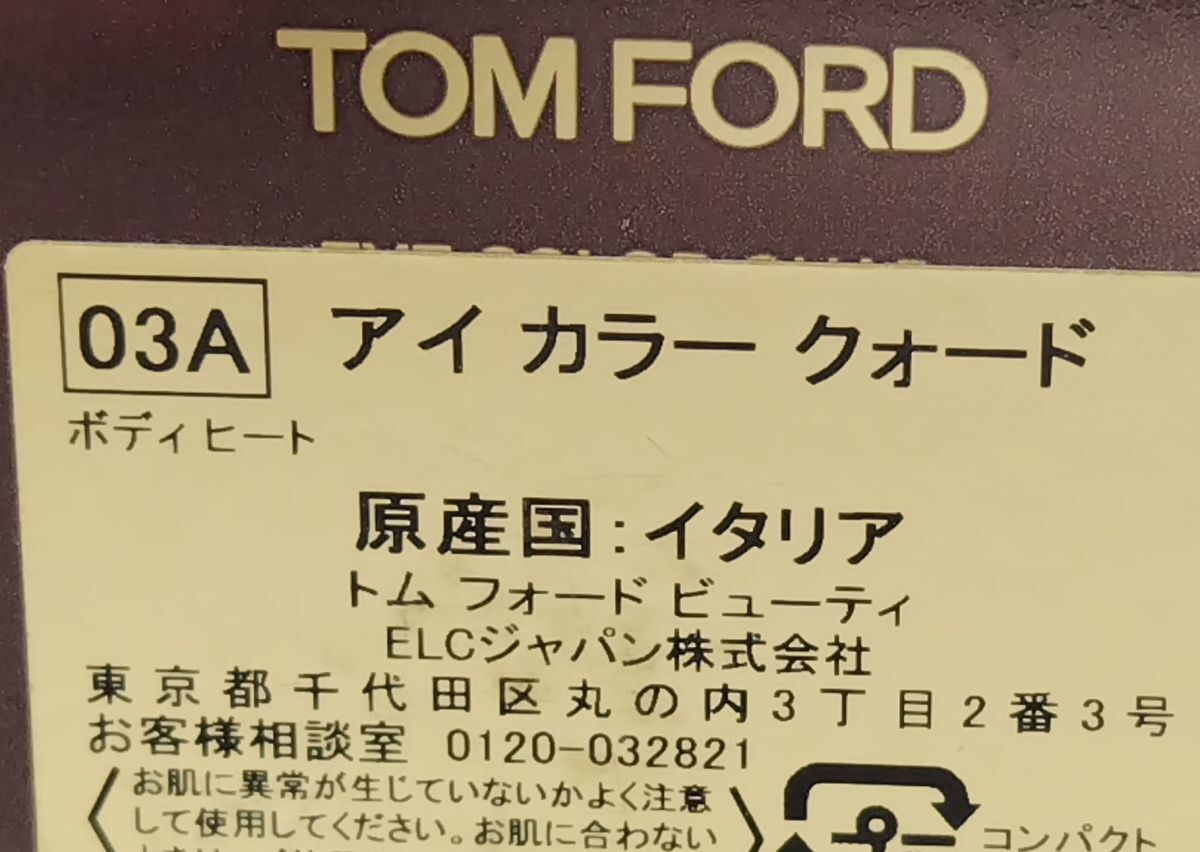 TOM FORD
03A アイ カラー クォード
ボディヒート
原産国:イタリア
トム フォード ビューティ
ELCジャパン株式会社
東京都千代田区丸の内3丁目2番3号
お客様相談室 0120-032821
お肌に異常が生じていないかよく注意
して使用してください。お肌に合わない
コンパクト